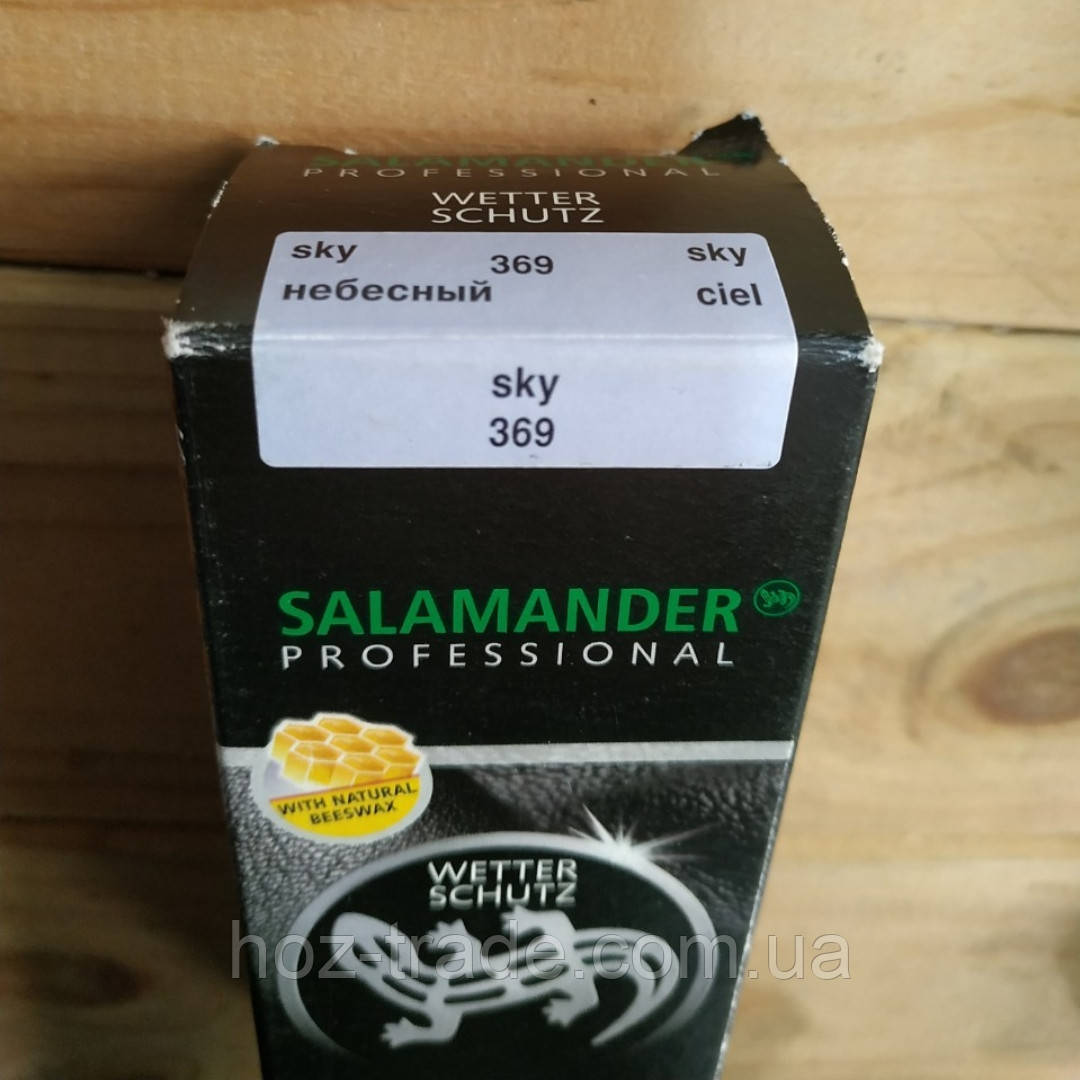 SALAMANDER
PROFESSIONAL
WETTER
SCHUTZ
sky 369 sky
небесный ciel
sky
369
SALAMANDER
PROFESSIONAL
WITH NATURAL
BEESWAX
WETTER
SCHUTZ
hoz-trade.com.ua